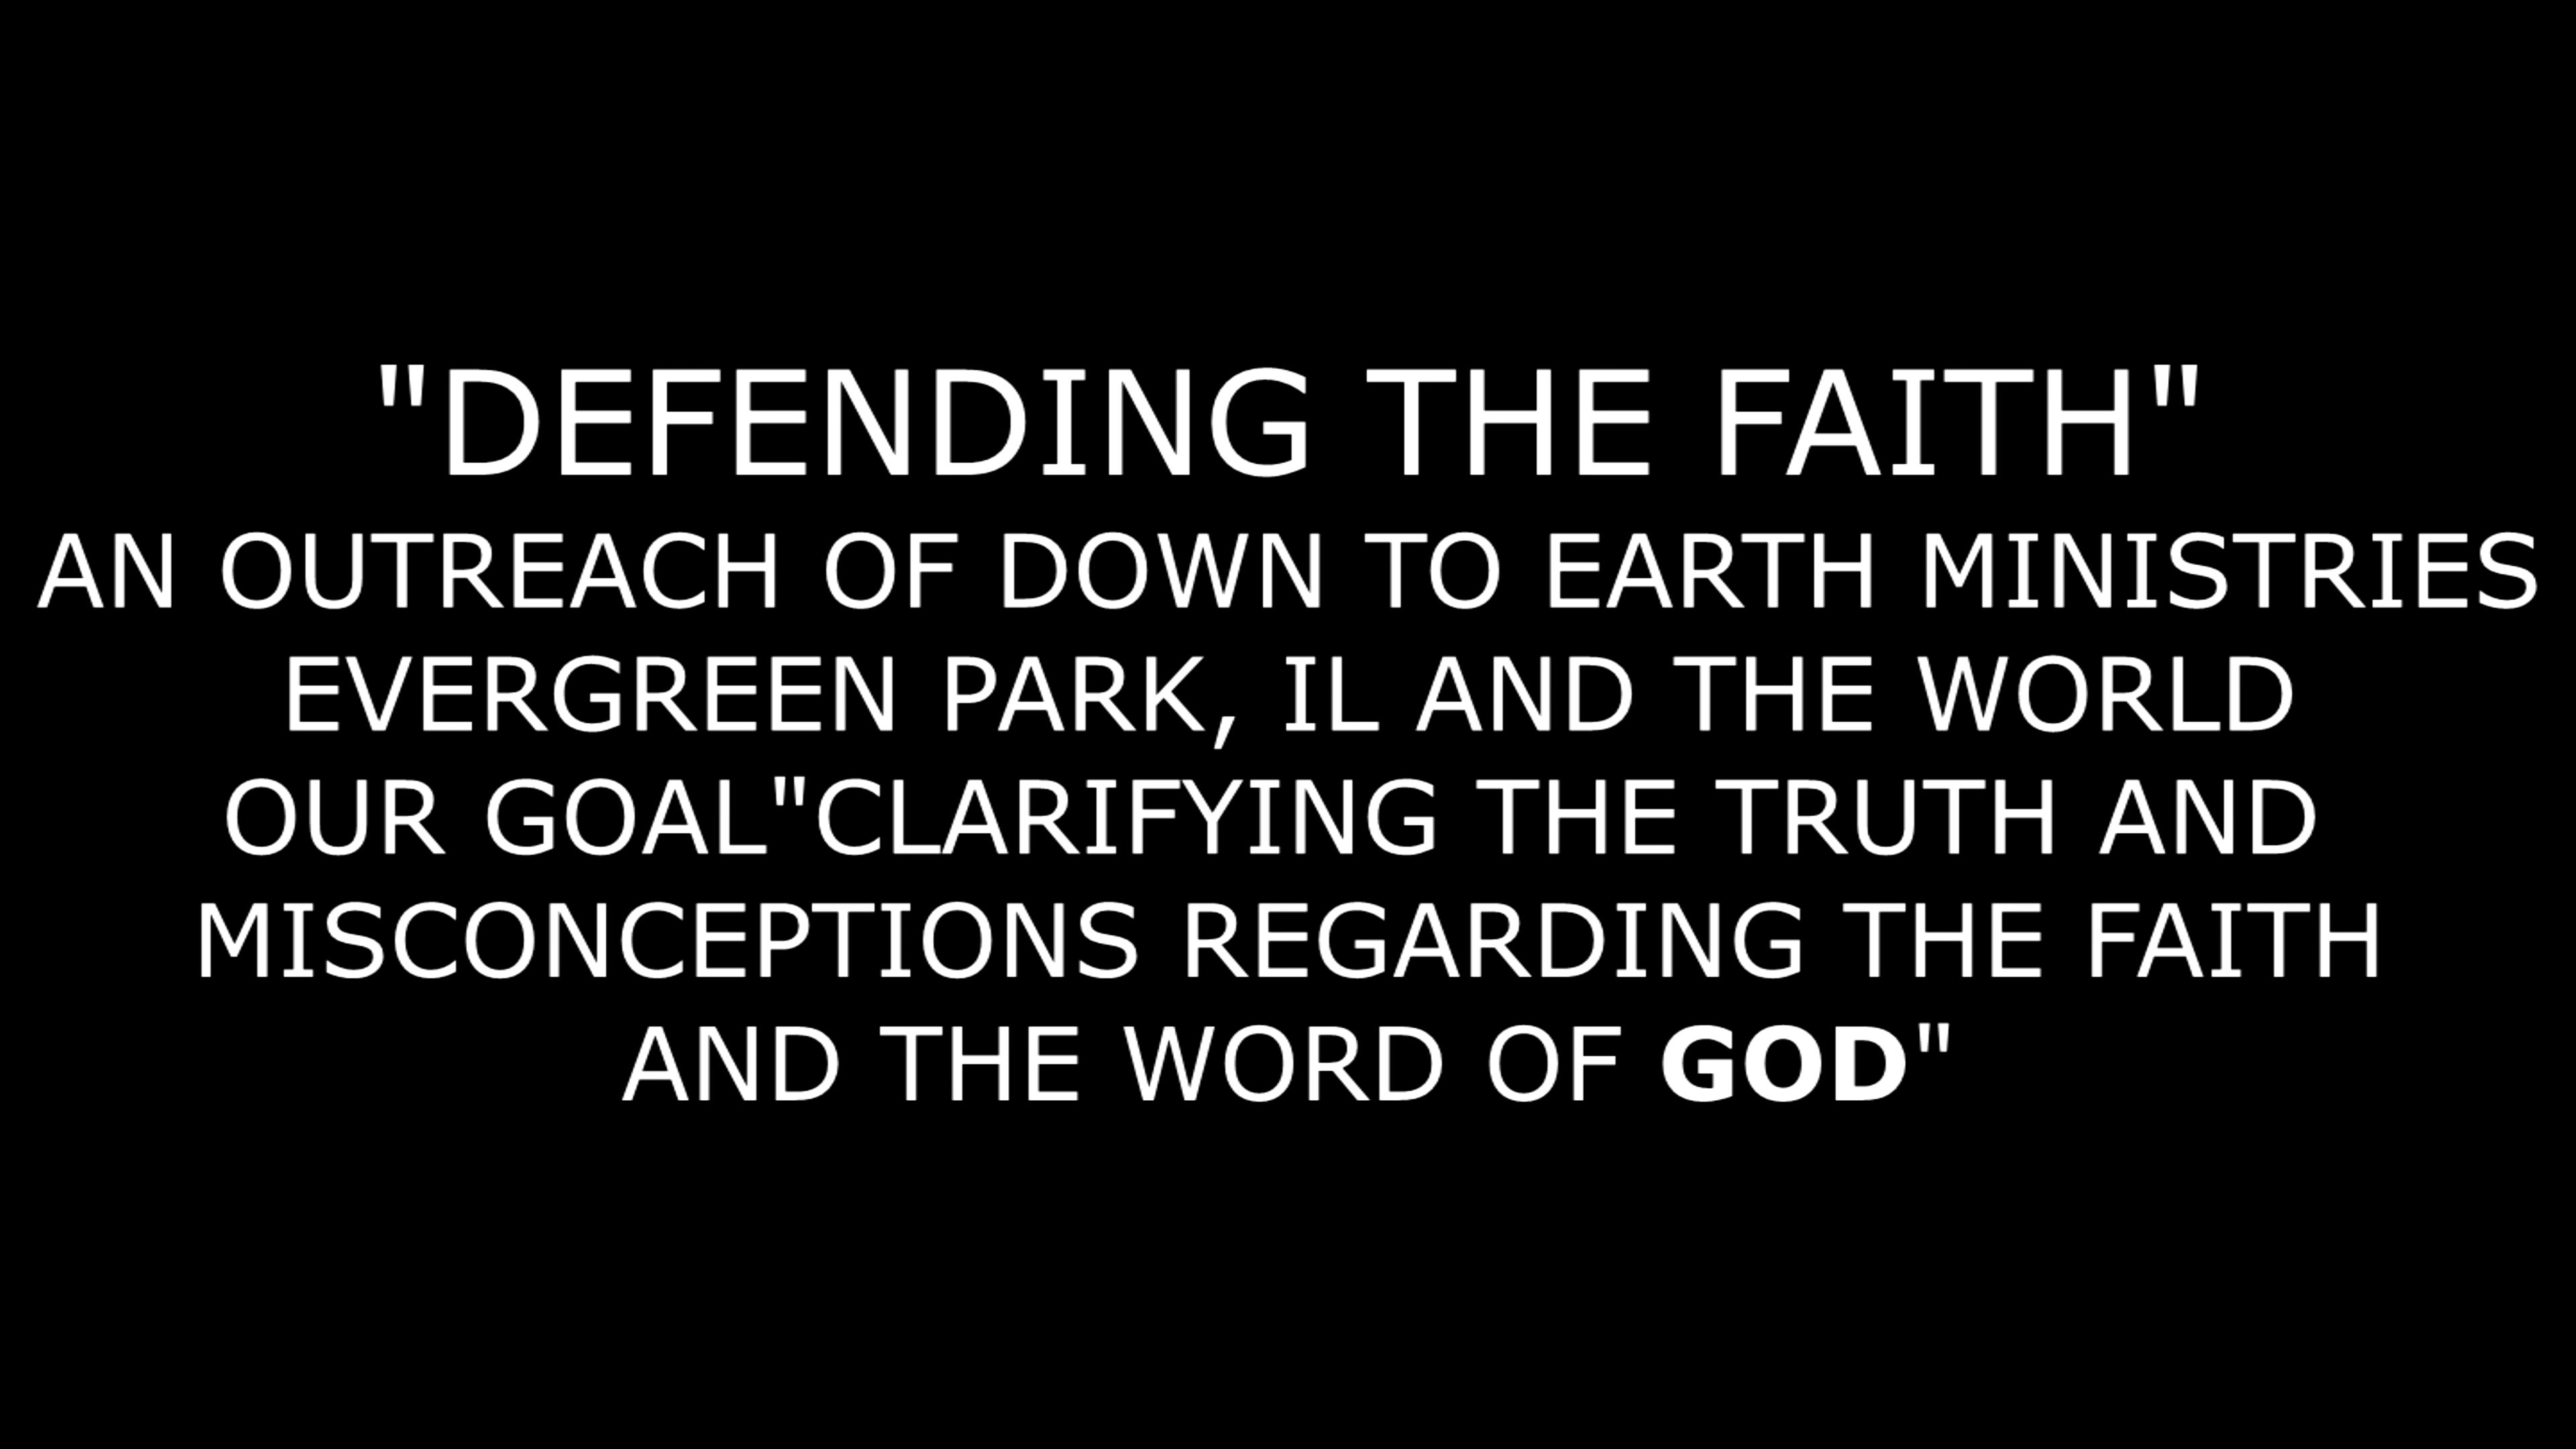 "DEFENDING THE FAITH"
AN OUTREACH OF DOWN TO EARTH MINISTRIES
EVERGREEN PARK, IL AND THE WORLD
OUR GOAL"CLARIFYING THE TRUTH AND
MISCONCEPTIONS REGARDING THE FAITH
AND THE WORD OF GOD"